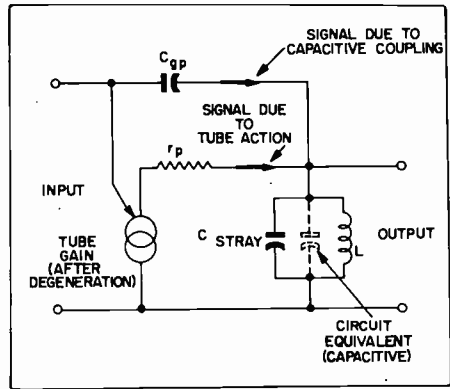 SIGNAL DUE TO
CAPACITIVE COUPLING
Cgp
SIGNAL DUE
TO
TUBE ACTION
rp
INPUT
TUBE
GAIN
(AFTER
DEGENERATION)
C
STRAY
L
OUTPUT
CIRCUIT
EQUIVALENT
(CAPACITIVE)